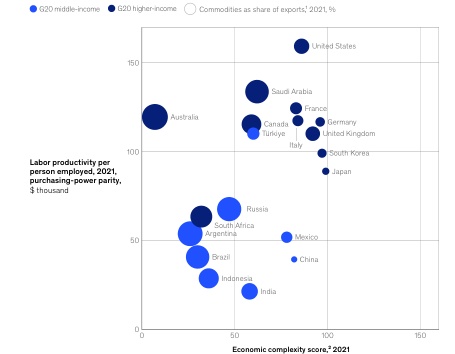 G20 middle-income G20 higher-income Commodities as share of exports,¹ 2021, %
United States
150
Saudi Arabia
France
Australia
Canada
Germany
Türkiye
United Kingdom
Italy
100
South Korea
Labor productivity per
person employed, 2021,
purchasing-power parity,
$ thousand
Japan
Russia
South Africa
Argentina
Mexico
50
Brazil
China
Indonesia
India
0
0 50 100 150
Economic complexity score,² 2021